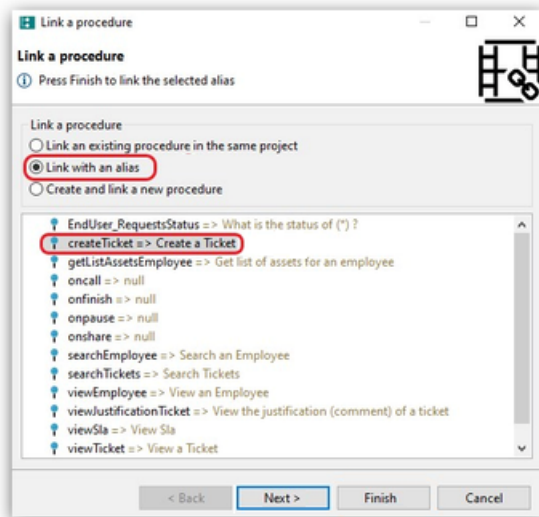 Link a procedure
Link a procedure
Press Finish to link the selected alias
Link a procedure
Link an existing procedure in the same project
Link with an alias
Create and link a new procedure
EndUser_RequestsStatus => What is the status of (*) ?
createTicket => Create a Ticket
getListAssetsEmployee => Get list of assets for an employee
oncall => null
onfinish => null
onpause => null
onshare => null
searchEmployee => Search an Employee
searchTickets => Search Tickets
viewEmployee => View an Employee
viewJustificationTicket => View the justification (comment) of a ticket
viewSla => View Sla
viewTicket => View a Ticket
< Back Next > Finish Cancel